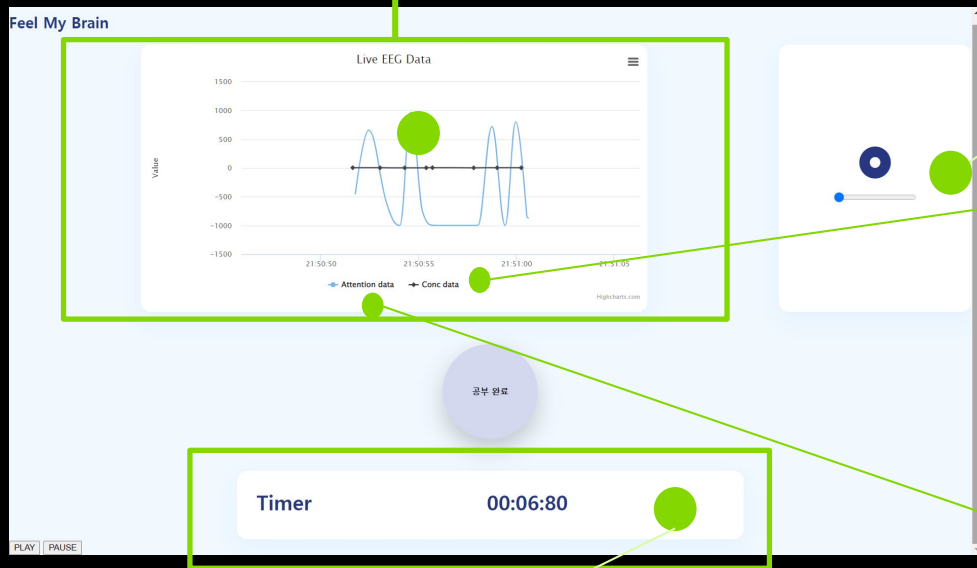 Feel My Brain
Live EEG Data
1500
1000
500
0
-500
-1000
-1500
Value
21:50:50 21:50:55 21:51:00 21:51:05
Attention data Conc data
Highcharts.com
공부 완료
Timer 00:06:80
PLAY PAUSE